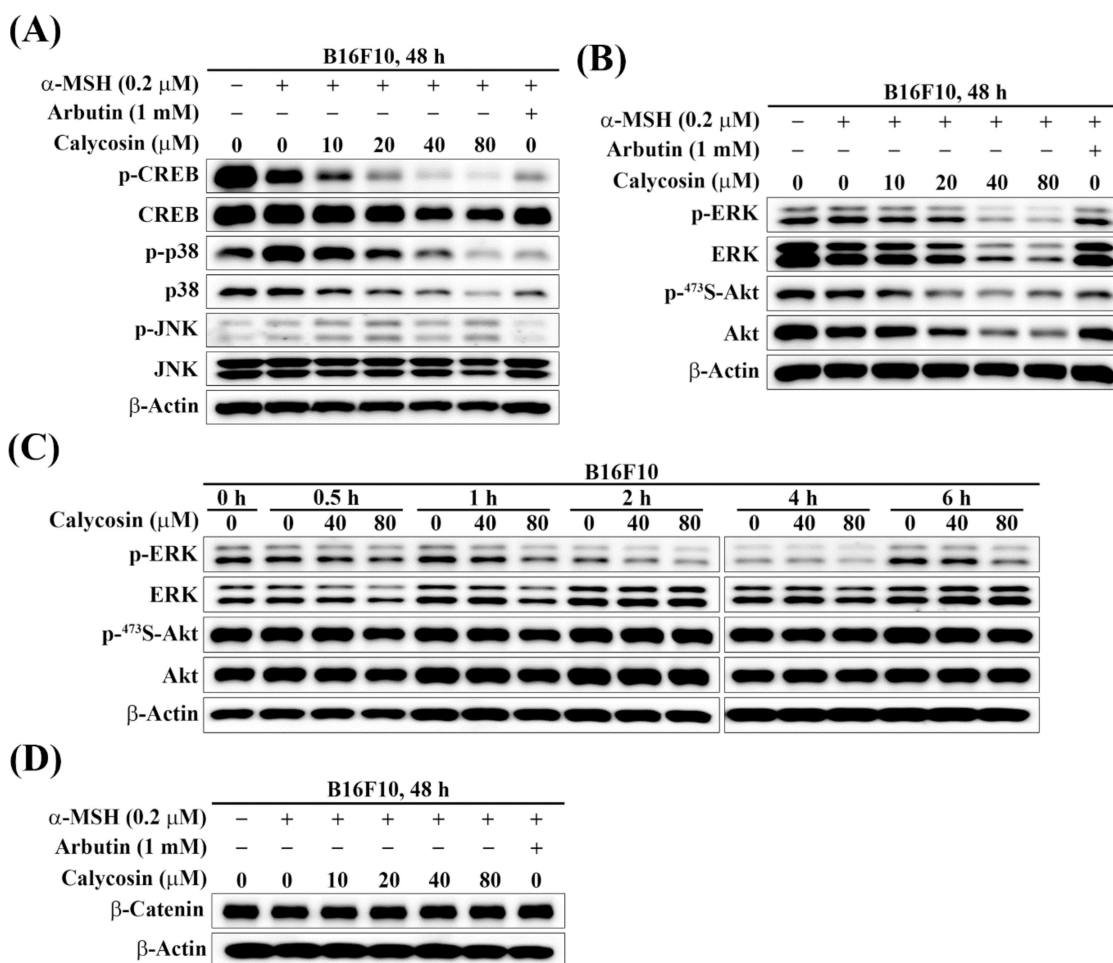 (A)
B16F10, 48 h
α-MSH (0.2 μM) − + + + + + +
Arbutin (1 mM) − − − − − − +
Calycosin (μM) 0 0 10 20 40 80 0
p-CREB
CREB
p-p38
p38
p-JNK
JNK
β-Actin
(B)
B16F10, 48 h
α-MSH (0.2 μM) − + + + + + +
Arbutin (1 mM) − − − − − − +
Calycosin (μM) 0 0 10 20 40 80 0
p-ERK
ERK
p-⁴⁷³S-Akt
Akt
β-Actin
(C)
B16F10
0 h 0.5 h 1 h 2 h 4 h 6 h
Calycosin (μM) 0 0 40 80 0 40 80 0 40 80 0 40 80 0 40 80
p-ERK
ERK
p-⁴⁷³S-Akt
Akt
β-Actin
(D)
B16F10, 48 h
α-MSH (0.2 μM) − + + + + + +
Arbutin (1 mM) − − − − − − +
Calycosin (μM) 0 0 10 20 40 80 0
β-Catenin
β-Actin